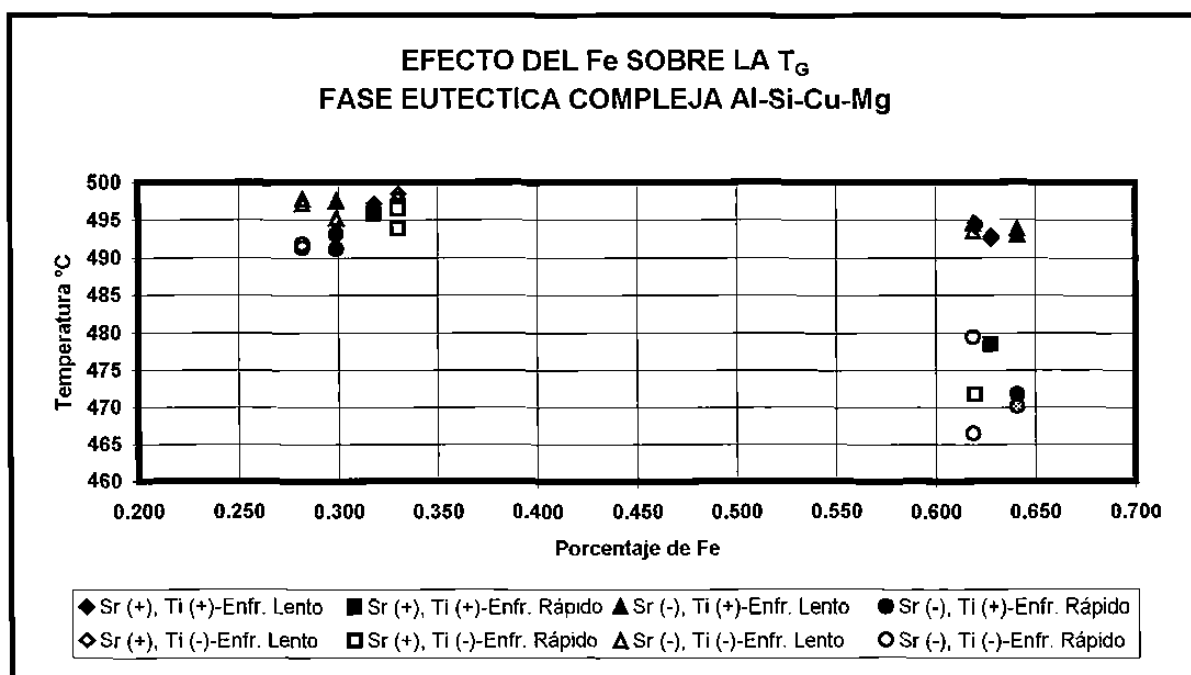 EFECTO DEL Fe SOBRE LA TG
FASE EUTECTICA COMPLEJA Al-Si-Cu-Mg
Temperatura ºC
500
495
490
485
480
475
470
465
460
0.200 0.250 0.300 0.350 0.400 0.450 0.500 0.550 0.600 0.650 0.700
Porcentaje de Fe
Sr (+), Ti (+)-Enfr. Lento Sr (+), Ti (+)-Enfr. Rápido Sr (-), Ti (+)-Enfr. Lento Sr (-), Ti (+)-Enfr. Rápido
Sr (+), Ti (-)-Enfr. Lento Sr (+), Ti (-)-Enfr. Rápido Sr (-), Ti (-)-Enfr. Lento Sr (-), Ti (-)-Enfr. Rápido